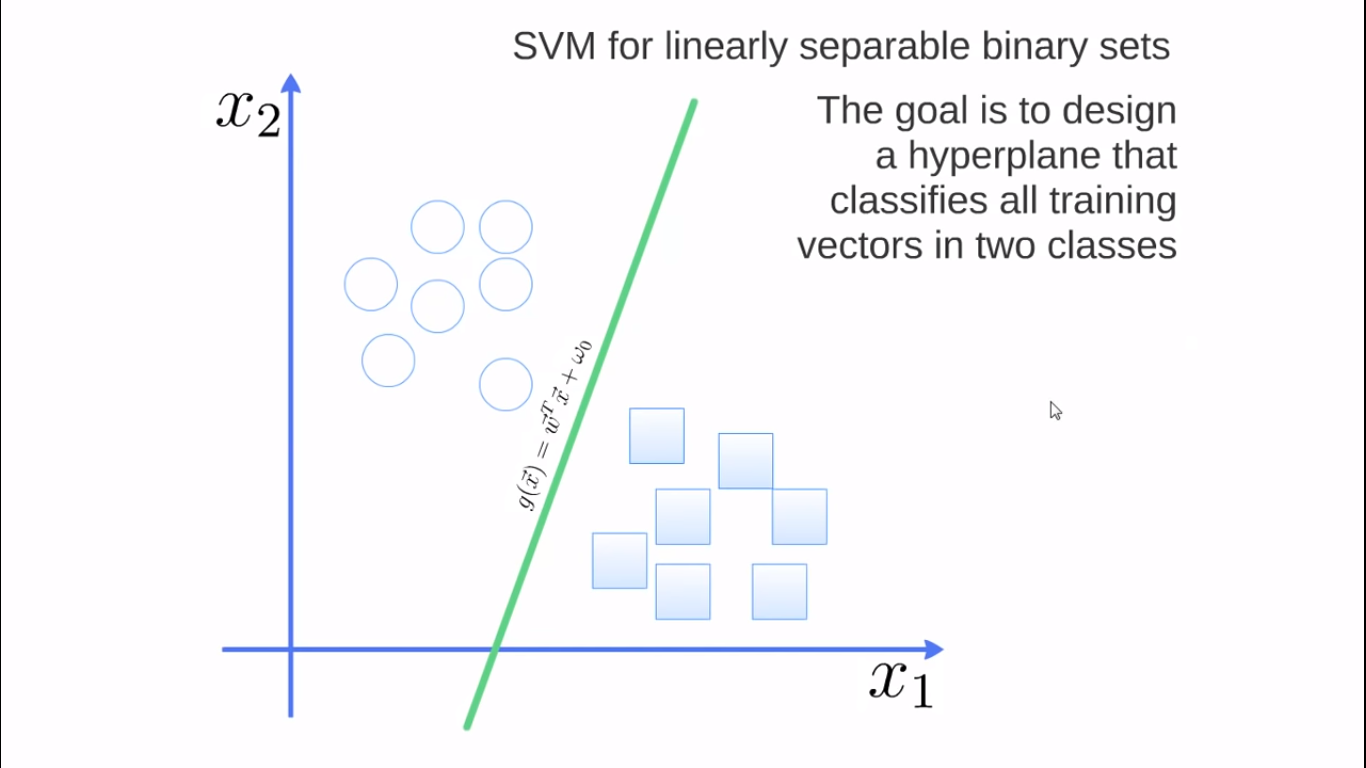 SVM for linearly separable binary sets
The goal is to design
a hyperplane that
classifies all training
vectors in two classes
x₂
g(x⃗) = w⃗ᵀx⃗ + ω₀
x₁